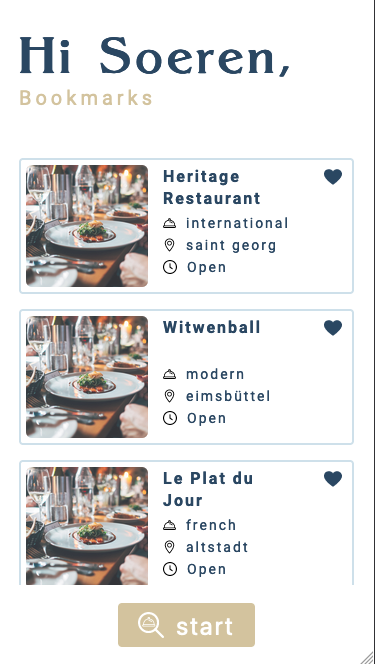 Hi Soeren,
Bookmarks
Heritage
Restaurant
international
saint georg
Open
Witwenball
modern
eimsbüttel
Open
Le Plat du
Jour
french
altstadt
Open
start